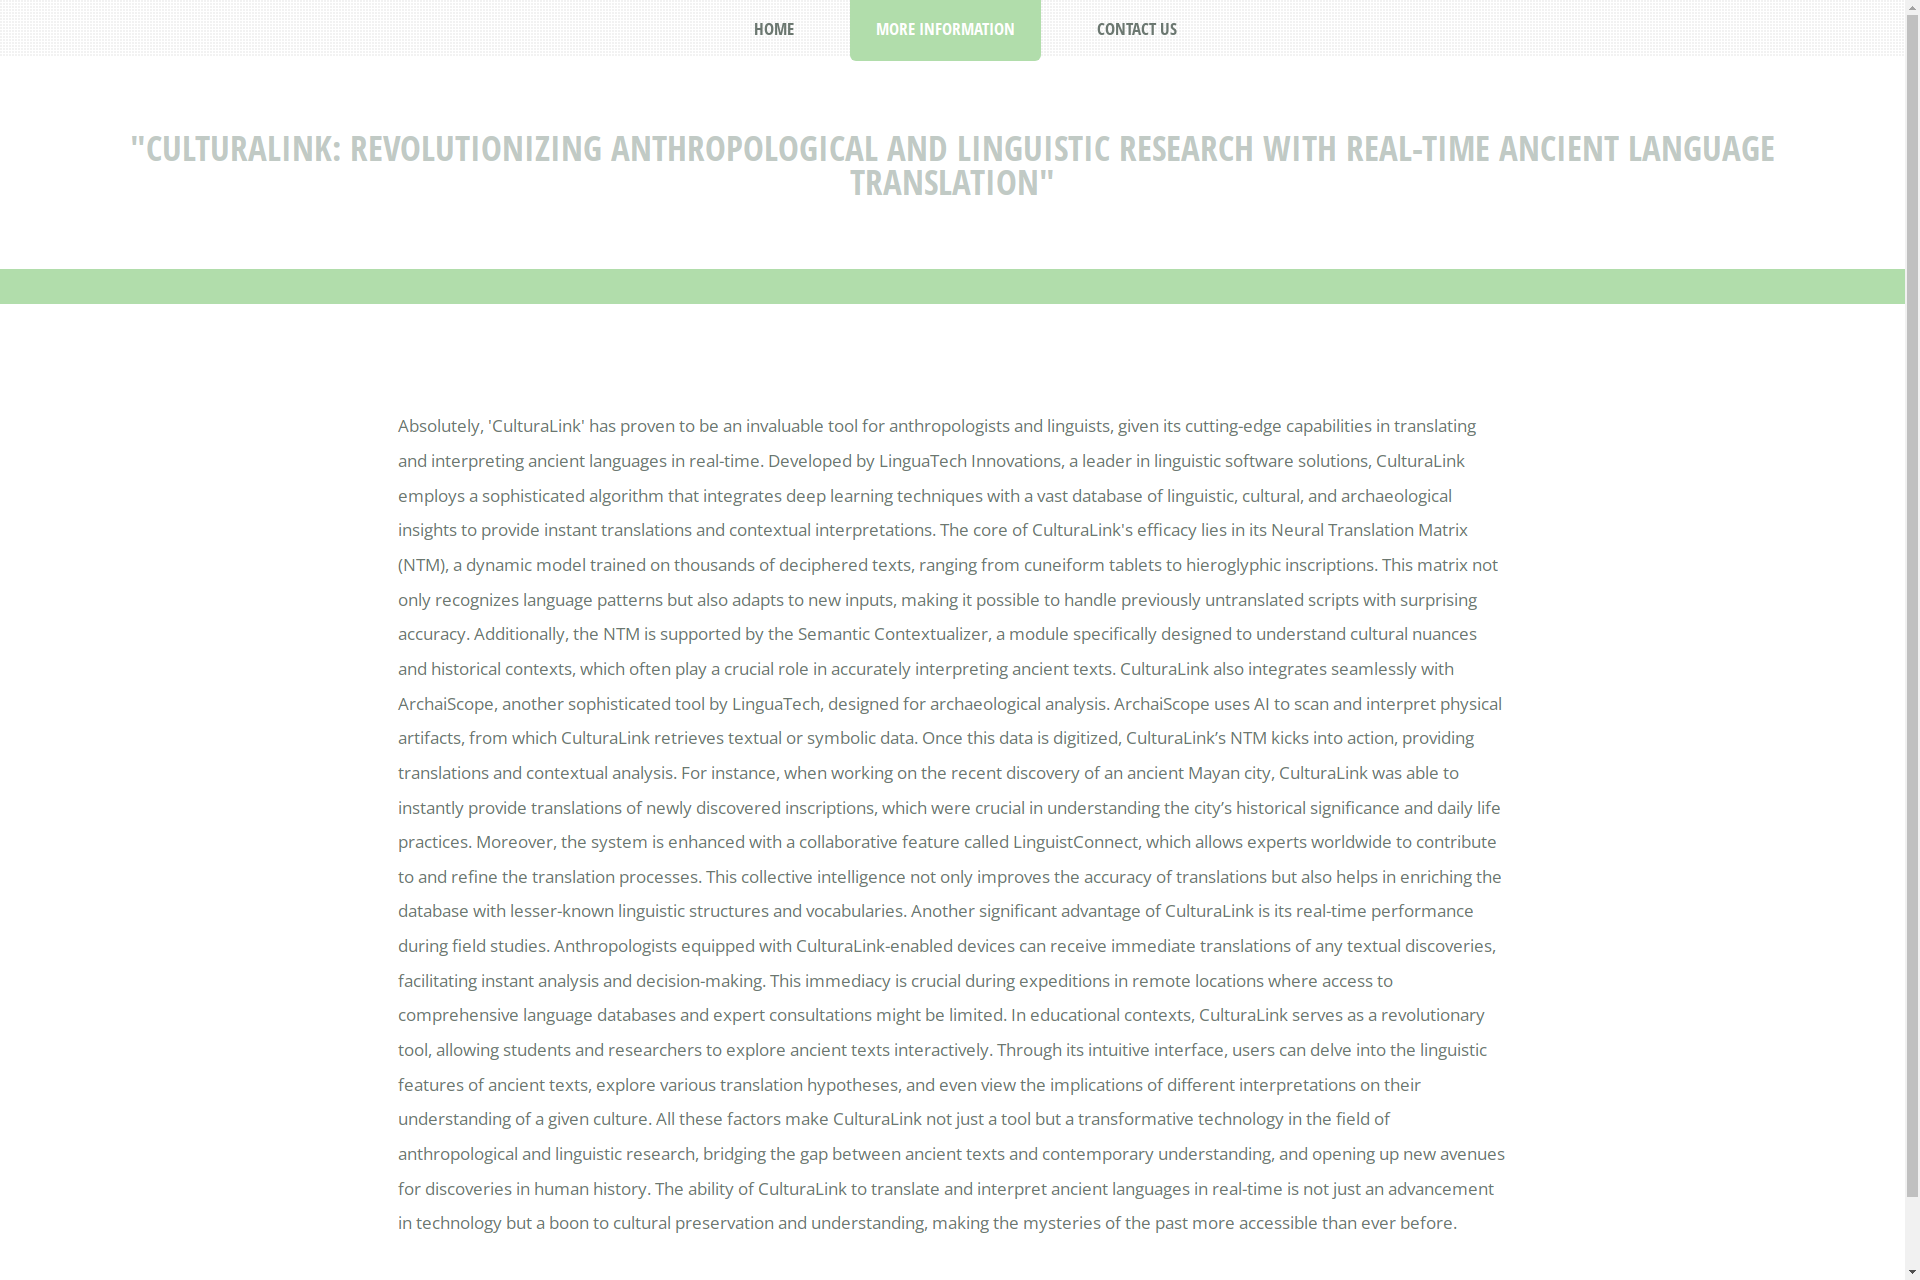 HOME
MORE INFORMATION
CONTACT US
"CULTURALINK: REVOLUTIONIZING ANTHROPOLOGICAL AND LINGUISTIC RESEARCH WITH REAL-TIME ANCIENT LANGUAGE
TRANSLATION"
Absolutely, 'CulturaLink' has proven to be an invaluable tool for anthropologists and linguists, given its cutting-edge capabilities in translating
and interpreting ancient languages in real-time. Developed by LinguaTech Innovations, a leader in linguistic software solutions, CulturaLink
employs a sophisticated algorithm that integrates deep learning techniques with a vast database of linguistic, cultural, and archaeological
insights to provide instant translations and contextual interpretations. The core of CulturaLink's efficacy lies in its Neural Translation Matrix
(NTM), a dynamic model trained on thousands of deciphered texts, ranging from cuneiform tablets to hieroglyphic inscriptions. This matrix not
only recognizes language patterns but also adapts to new inputs, making it possible to handle previously untranslated scripts with surprising
accuracy. Additionally, the NTM is supported by the Semantic Contextualizer, a module specifically designed to understand cultural nuances
and historical contexts, which often play a crucial role in accurately interpreting ancient texts. CulturaLink also integrates seamlessly with
ArchaiScope, another sophisticated tool by LinguaTech, designed for archaeological analysis. ArchaiScope uses AI to scan and interpret physical
artifacts, from which CulturaLink retrieves textual or symbolic data. Once this data is digitized, CulturaLink’s NTM kicks into action, providing
translations and contextual analysis. For instance, when working on the recent discovery of an ancient Mayan city, CulturaLink was able to
instantly provide translations of newly discovered inscriptions, which were crucial in understanding the city’s historical significance and daily life
practices. Moreover, the system is enhanced with a collaborative feature called LinguistConnect, which allows experts worldwide to contribute
to and refine the translation processes. This collective intelligence not only improves the accuracy of translations but also helps in enriching the
database with lesser-known linguistic structures and vocabularies. Another significant advantage of CulturaLink is its real-time performance
during field studies. Anthropologists equipped with CulturaLink-enabled devices can receive immediate translations of any textual discoveries,
facilitating instant analysis and decision-making. This immediacy is crucial during expeditions in remote locations where access to
comprehensive language databases and expert consultations might be limited. In educational contexts, CulturaLink serves as a revolutionary
tool, allowing students and researchers to explore ancient texts interactively. Through its intuitive interface, users can delve into the linguistic
features of ancient texts, explore various translation hypotheses, and even view the implications of different interpretations on their
understanding of a given culture. All these factors make CulturaLink not just a tool but a transformative technology in the field of
anthropological and linguistic research, bridging the gap between ancient texts and contemporary understanding, and opening up new avenues
for discoveries in human history. The ability of CulturaLink to translate and interpret ancient languages in real-time is not just an advancement
in technology but a boon to cultural preservation and understanding, making the mysteries of the past more accessible than ever before.